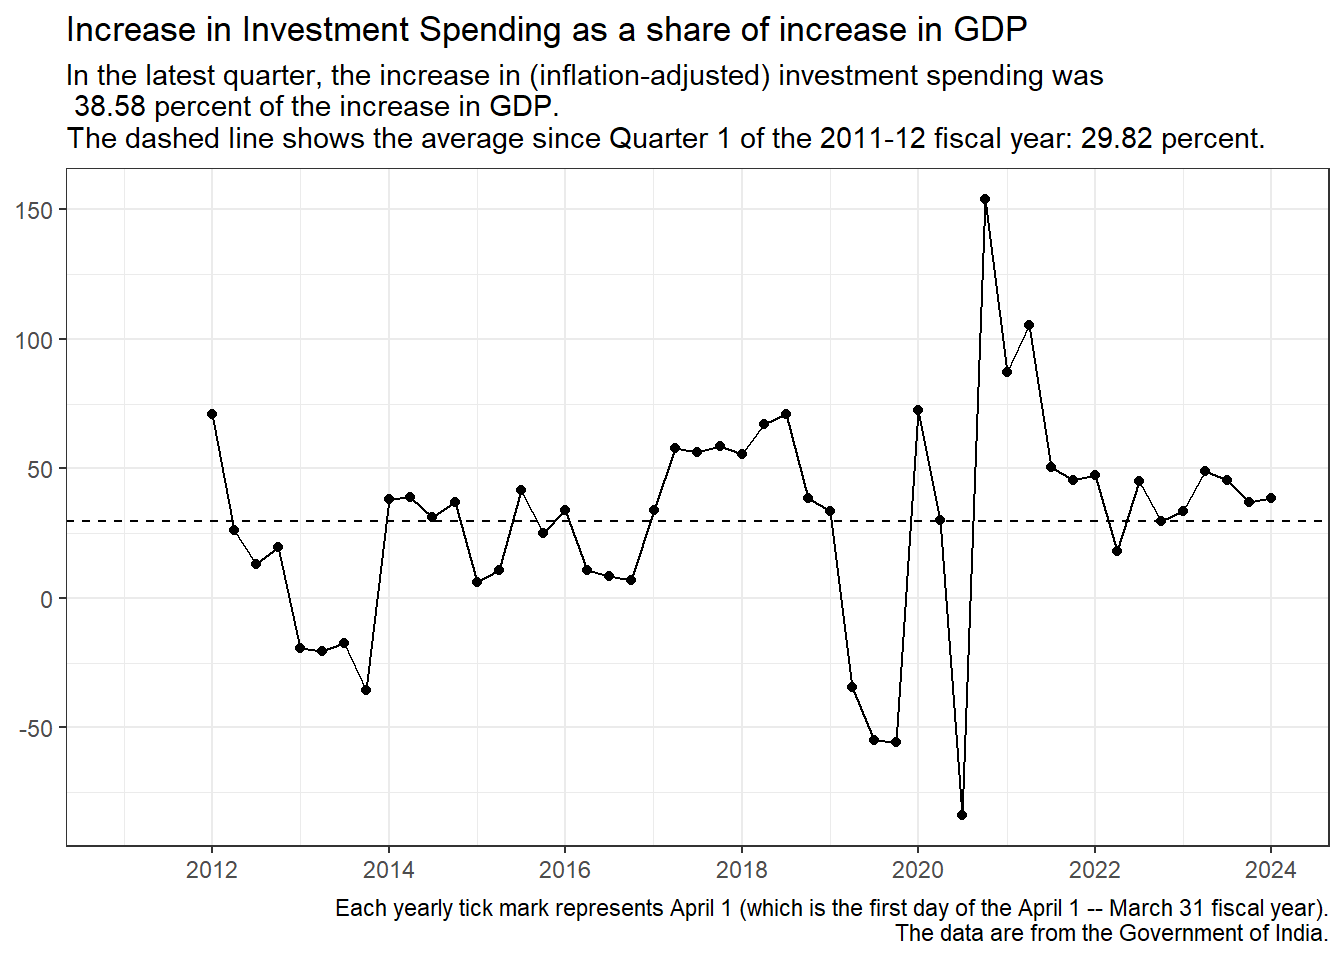 Increase in Investment Spending as a share of increase in GDP
In the latest quarter, the increase in (inflation-adjusted) investment spending was
38.58 percent of the increase in GDP.
The dashed line shows the average since Quarter 1 of the 2011-12 fiscal year: 29.82 percent.
150
100
50
0
-50
2012 2014 2016 2018 2020 2022 2024
Each yearly tick mark represents April 1 (which is the first day of the April 1 -- March 31 fiscal year).
The data are from the Government of India.